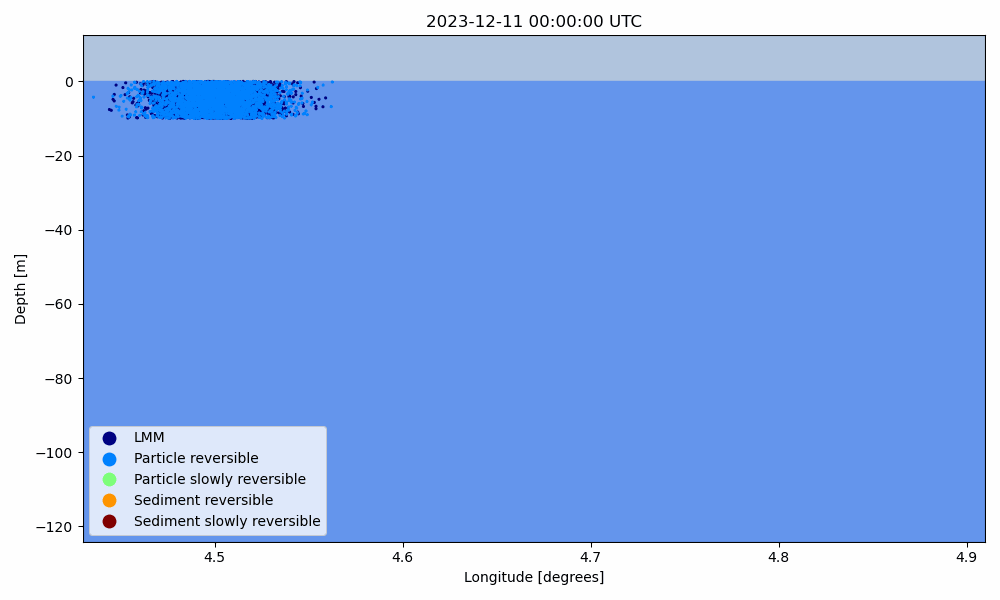 2023-12-11 00:00:00 UTC
0
−20
−40
−60
−80
−100
−120
Depth [m]
LMM
Particle reversible
Particle slowly reversible
Sediment reversible
Sediment slowly reversible
4.5 4.6 4.7 4.8 4.9
Longitude [degrees]